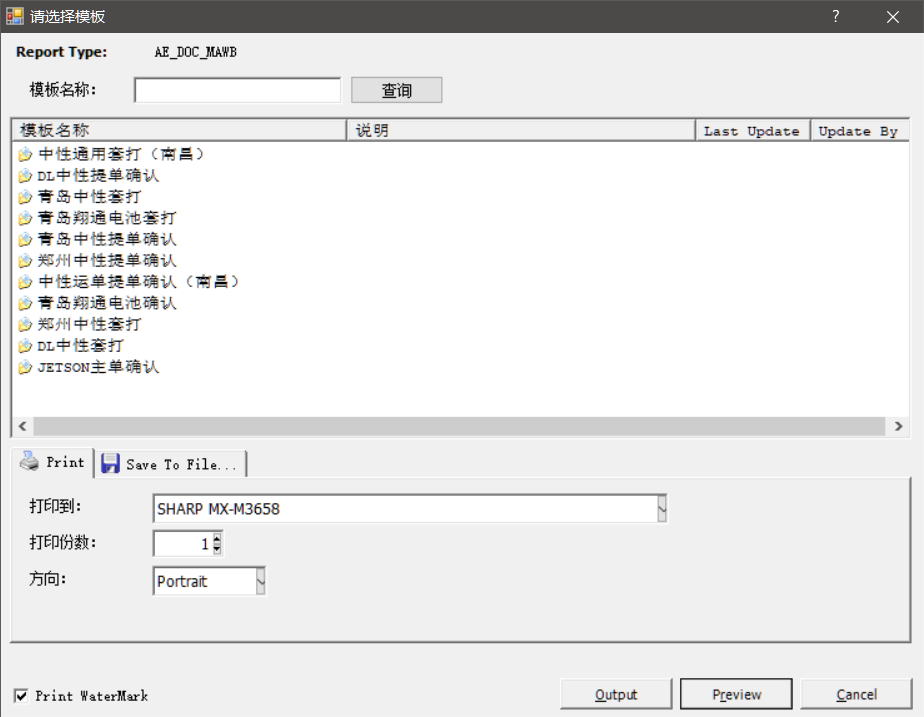 请选择模板 ?
Report Type: AE_DOC_MAWB
模板名称: 查询
模板名称 说明 Last Update Update By
中性通用套打（南昌）
DL中性提单确认
青岛中性套打
青岛翔通电池套打
青岛中性提单确认
郑州中性提单确认
中性运单提单确认（南昌）
青岛翔通电池确认
郑州中性套打
DL中性套打
JETSON主单确认
Print Save To File...
打印到: SHARP MX-M3658
打印份数: 1
方向: Portrait
Print WaterMark Output Preview Cancel